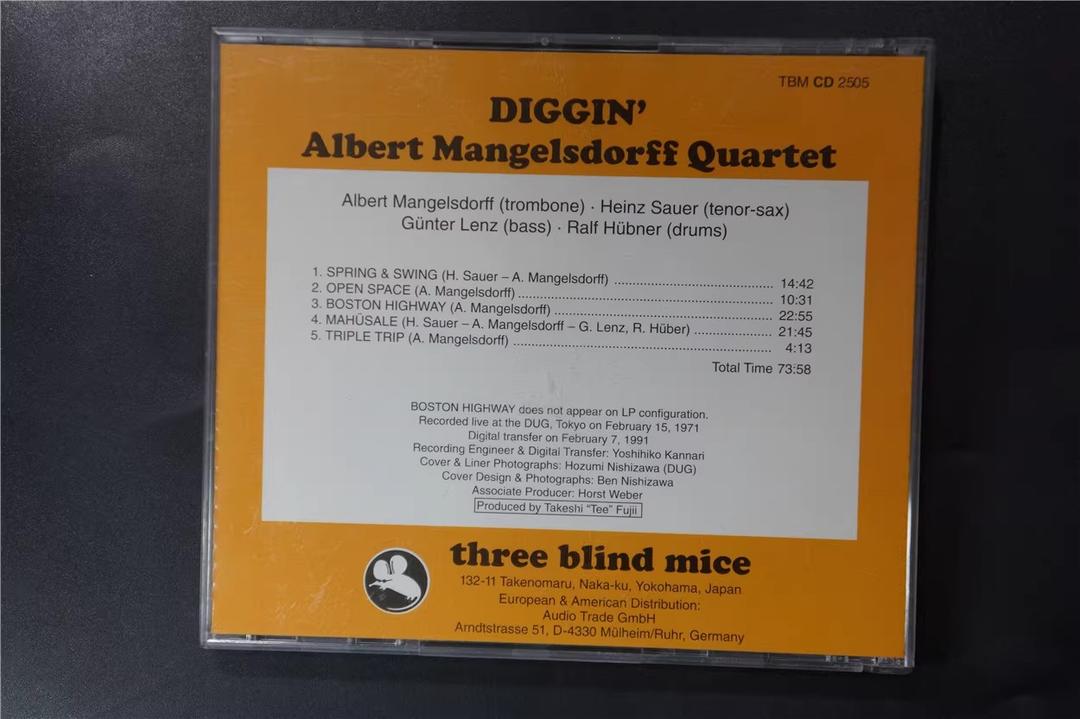 TBM CD 2505
DIGGIN'
Albert Mangelsdorff Quartet
Albert Mangelsdorff (trombone) · Heinz Sauer (tenor-sax)
Günter Lenz (bass) · Ralf Hübner (drums)
1. SPRING & SWING (H. Sauer – A. Mangelsdorff) .......................................... 14:42
2. OPEN SPACE (A. Mangelsdorff) .................................................................... 10:31
3. BOSTON HIGHWAY (A. Mangelsdorff) .......................................................... 22:55
4. MAHÜSALE (H. Sauer – A. Mangelsdorff – G. Lenz, R. Hüber) .................... 21:45
5. TRIPLE TRIP (A. Mangelsdorff) ..................................................................... 4:13
Total Time 73:58
BOSTON HIGHWAY does not appear on LP configuration.
Recorded live at the DUG, Tokyo on February 15, 1971
Digital transfer on February 7, 1991
Recording Engineer & Digital Transfer: Yoshihiko Kannari
Cover & Liner Photographs: Hozumi Nishizawa (DUG)
Cover Design & Photographs: Ben Nishizawa
Associate Producer: Horst Weber
Produced by Takeshi "Tee" Fujii
three blind mice
132-11 Takenomaru, Naka-ku, Yokohama, Japan
European & American Distribution:
Audio Trade GmbH
Arndtstrasse 51, D-4330 Mülheim/Ruhr, Germany